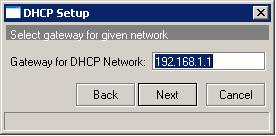 DHCP Setup
Select gateway for given network
Gateway for DHCP Network: 192.168.1.1
Back Next Cancel